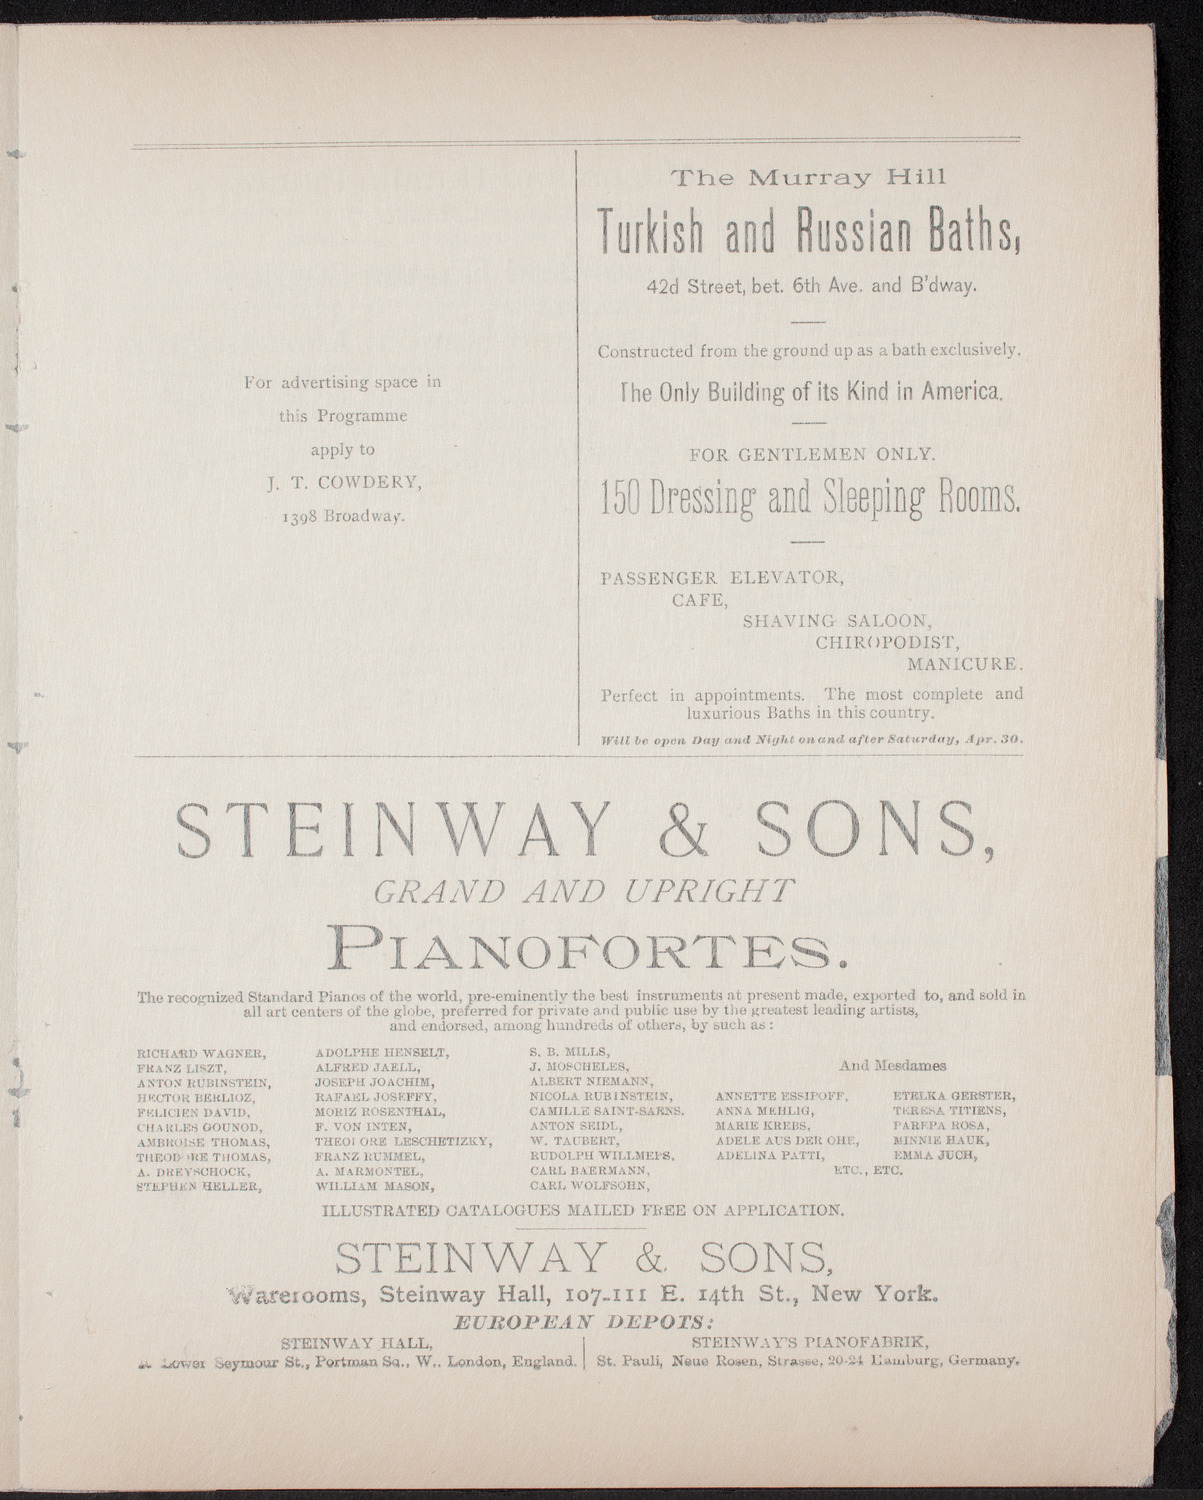 For advertising space in
this Programme
apply to
J. T. COWDERY,
1398 Broadway.
The Murray Hill
Turkish and Russian Baths,
42d Street, bet. 6th Ave. and B'dway.
Constructed from the ground up as a bath exclusively.
The Only Building of its Kind in America.
FOR GENTLEMEN ONLY.
150 Dressing and Sleeping Rooms.
PASSENGER ELEVATOR,
CAFE,
SHAVING SALOON,
CHIROPODIST,
MANICURE.
Perfect in appointments. The most complete and
luxurious Baths in this country.
Will be open Day and Night on and after Saturday, Apr. 30.
STEINWAY & SONS,
GRAND AND UPRIGHT
PIANOFORTES.
The recognized Standard Pianos of the world, pre-eminently the best instruments at present made, exported to, and sold in
all art centers of the globe, preferred for private and public use by the greatest leading artists,
and endorsed, among hundreds of others, by such as:
RICHARD WAGNER,
FRANZ LISZT,
ANTON RUBINSTEIN,
HECTOR BERLIOZ,
FELICIEN DAVID,
CHARLES GOUNOD,
AMBROISE THOMAS,
THEODORE THOMAS,
A. DREYSCHOCK,
STEPHEN HELLER,
ADOLPHE HENSELT,
ALFRED JAELL,
JOSEPH JOACHIM,
RAFAEL JOSEFFY,
MORIZ ROSENTHAL,
F. VON INTEN,
THEODORE LESCHETIZKY,
FRANZ RUMMEL,
A. MARMONTEL,
WILLIAM MASON,
S. B. MILLS,
J. MOSCHELES,
ALBERT NIEMANN,
NICOLA RUBINSTEIN,
CAMILLE SAINT-SAENS,
ANTON SEIDL,
W. TAUBERT,
RUDOLPH WILLMERS,
CARL BAERMANN,
CARL WOLFSOHN,
And Mesdames
ANNETTE ESSIPOFF,
ANNA MEHLIG,
MARIE KREBS,
ADELE AUS DER OHE,
ADELINA PATTI,
ETELKA GERSTER,
TERESA TITIENS,
PAREPA ROSA,
MINNIE HAUK,
EMMA JUCH,
ETC., ETC.
ILLUSTRATED CATALOGUES MAILED FREE ON APPLICATION.
STEINWAY & SONS,
Warerooms, Steinway Hall, 107-111 E. 14th St., New York.
EUROPEAN DEPOTS:
STEINWAY HALL,
Lower Seymour St., Portman Sq., W., London, England.
STEINWAY'S PIANOFABRIK,
St. Pauli, Neue Rosen, Strasse, 20-24 Hamburg, Germany.